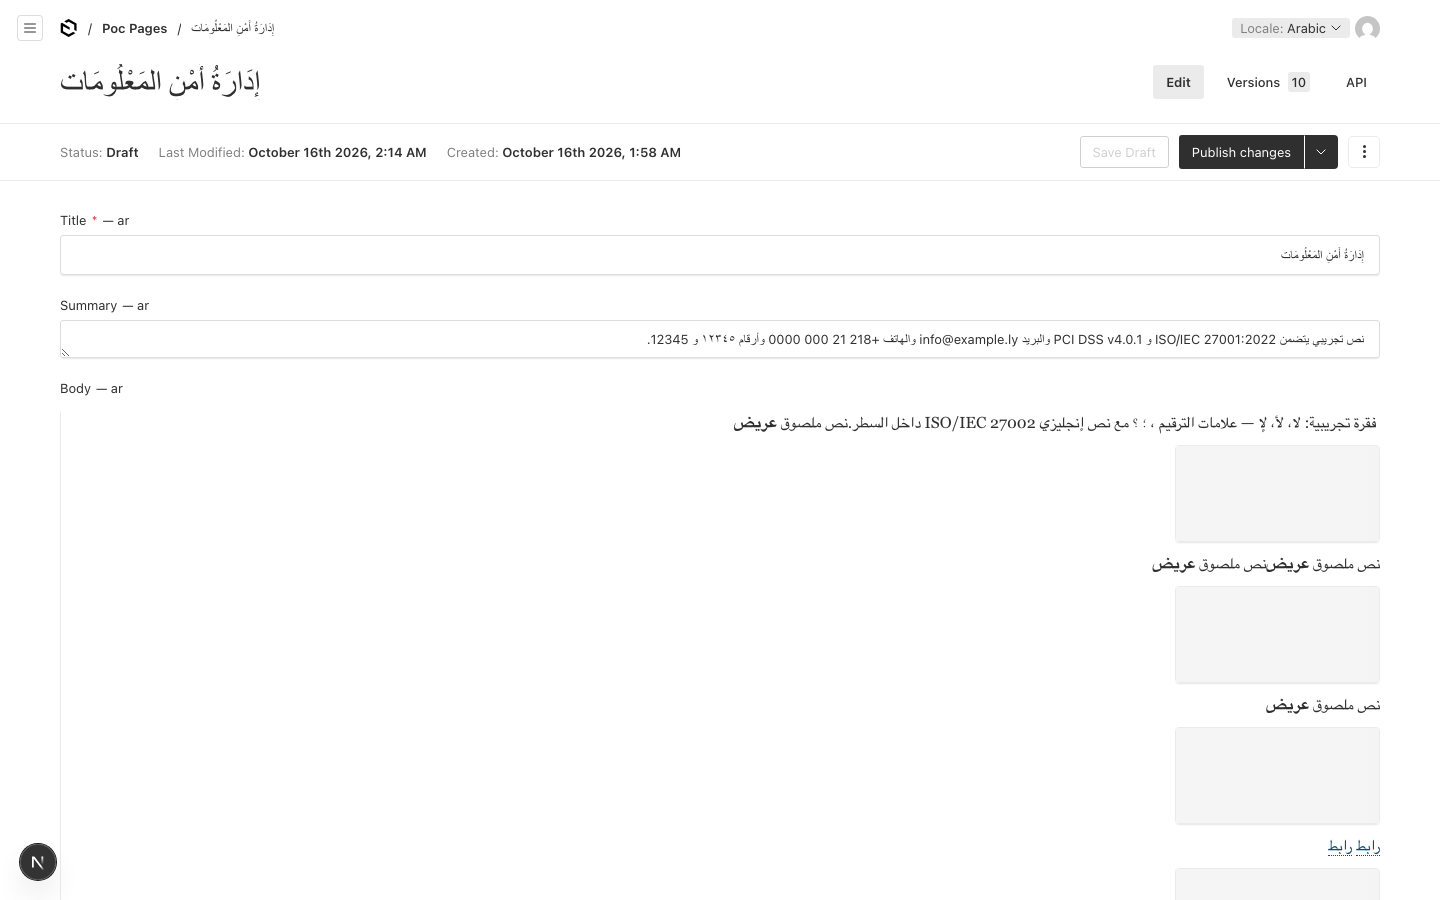 / Poc Pages / إِدَارَةُ أَمْنِ المَعْلُومَات
Locale: Arabic
إِدَارَةُ أَمْنِ المَعْلُومَات
Edit Versions 10 API
Status: Draft Last Modified: October 16th 2026, 2:14 AM Created: October 16th 2026, 1:58 AM
Save Draft Publish changes
Title * — ar
إِدَارَةُ أَمْنِ المَعْلُومَات
Summary — ar
نص تجريبي يتضمن ISO/IEC 27001:2022 و PCI DSS v4.0.1 والبريد info@example.ly والهاتف +218 21 000 0000 وأرقام ١٢٣٤٥ و 12345.
Body — ar
فقرة تجريبية: لا، لأ، لإ — علامات الترقيم ، ؛ ؟ مع نص إنجليزي ISO/IEC 27002 داخل السطر.نص ملصوق عريض
نص ملصوق عريضنص ملصوق عريض
نص ملصوق عريض
رابط رابط
N